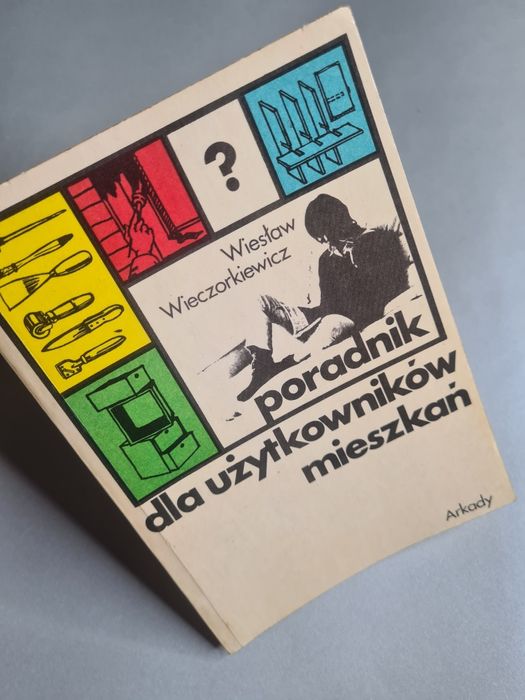 ?
Wiesław
Wieczorkiewicz
poradnik
dla użytkowników
mieszkań
Arkady